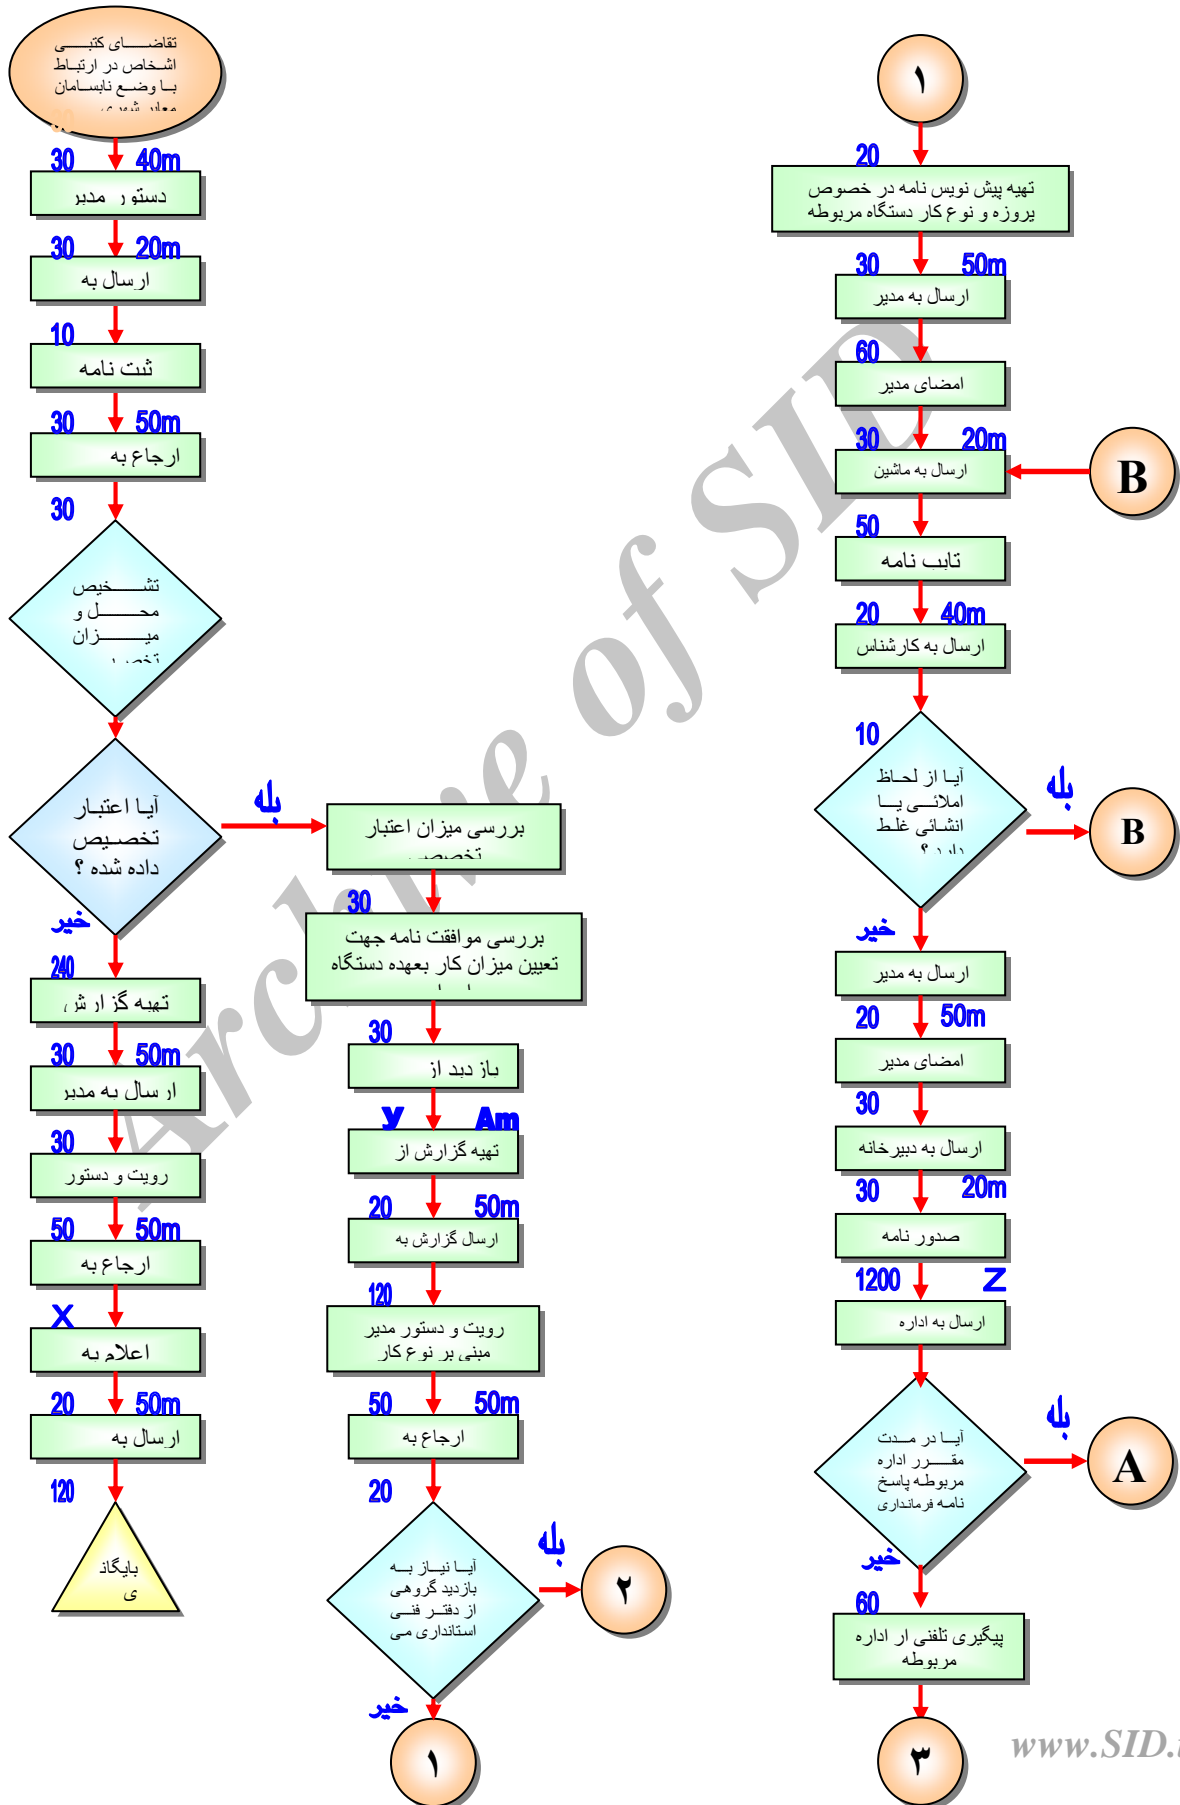 تقاضای کتبی
اشخاص در ارتباط
با وضع نابسامان
معابر شهری
30 40m
دستور مدیر
30 20m
ارسال به
10
ثبت نامه
30 50m
ارجاع به
30
تشخیص
محل و
میزان
آیا اعتبار
تخصیص
داده شده ؟
بله
خیر
240
تهیه گزارش
30 50m
ارسال به مدیر
30
رویت و دستور
50 50m
ارجاع به
X
اعلام به
20 50m
ارسال به
120
بایگان
ی
بررسی میزان اعتبار
تخصصی
30
بررسی موافقت نامه جهت
تعیین میزان کار بعهده دستگاه
30
بازدید از
y Am
تهیه گزارش از
20 50m
ارسال گزارش به
120
رویت و دستور مدیر
مبنی بر نوع کار
50 50m
ارجاع به
20
آیا نیاز به
بازدید گروهی
از دفتر فنی
استانداری می
بله
۲
خیر
۱
۱
20
تهیه پیش نویس نامه در خصوص
پروژه و نوع کار دستگاه مربوطه
30 50m
ارسال به مدیر
60
امضای مدیر
30 20m
ارسال به ماشین
B
50
تایپ نامه
20 40m
ارسال به کارشناس
10
آیا از لحاظ
املائی یا
انشائی غلط
دارد ؟
بله
B
خیر
ارسال به مدیر
20 50m
امضای مدیر
30
ارسال به دبیرخانه
30 20m
صدور نامه
1200 Z
ارسال به اداره
آیا در مدت
مقرر اداره
مربوطه پاسخ
نامه فرمانداری
بله
A
خیر
60
پیگیری تلفنی ار اداره
مربوطه
۳
Archive of SID
www.SID.i